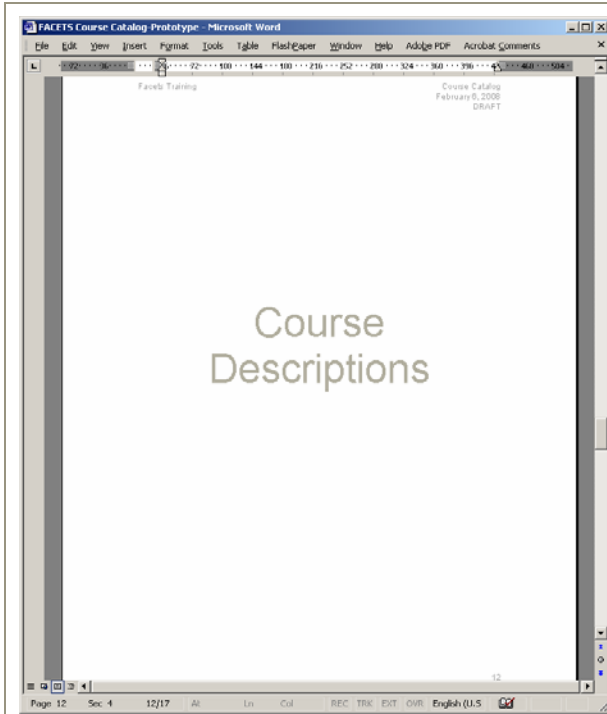 FACETS Course Catalog-Prototype - Microsoft Word
File Edit View Insert Format Tools Table FlashPaper Window Help Adobe PDF Acrobat Comments
Facets Training
Course Catalog
February 8, 2008
DRAFT
Course
Descriptions
12
Page 12 Sec 4 12/17 At Ln Col REC TRK EXT OVR English (U.S